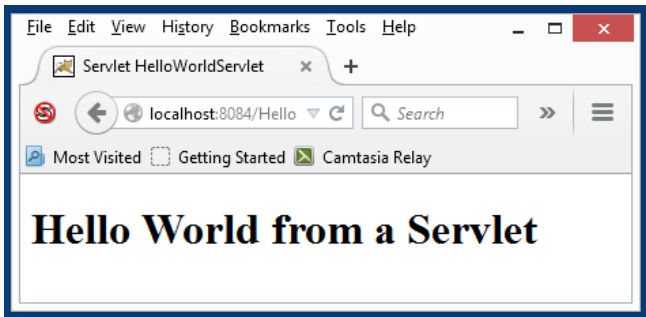 File Edit View History Bookmarks Tools Help
Servlet HelloWorldServlet
localhost:8084/Hello Search
Most Visited Getting Started Camtasia Relay
Hello World from a Servlet